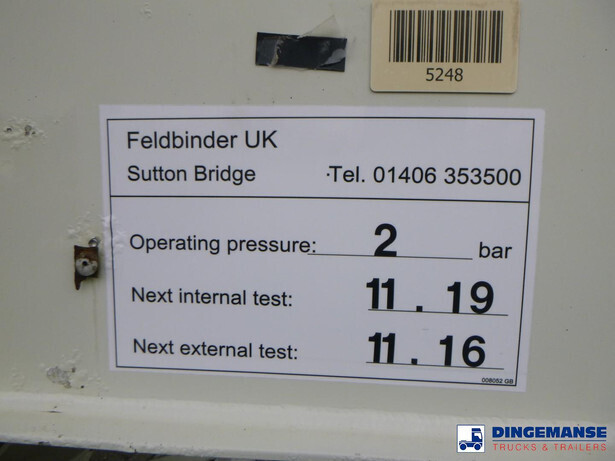 5248
Feldbinder UK
Sutton Bridge Tel. 01406 353500
Operating pressure: 2 bar
Next internal test: 11.19
Next external test: 11.16
008052 GB
DINGEMANSE
TRUCKS & TRAILERS